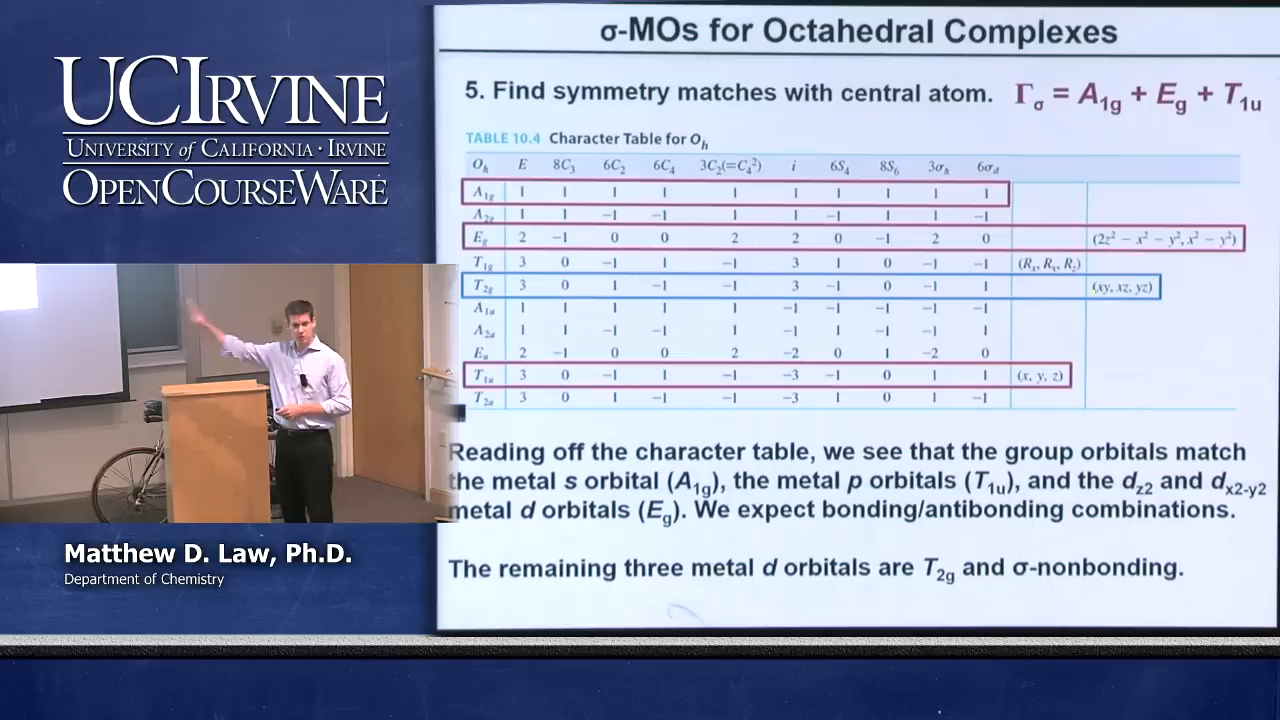 UCIRVINE
UNIVERSITY of CALIFORNIA · IRVINE
OPENCOURSEWARE
Matthew D. Law, Ph.D.
Department of Chemistry
σ-MOs for Octahedral Complexes
5. Find symmetry matches with central atom. Γσ = A1g + Eg + T1u
TABLE 10.4 Character Table for Oh
Oh E 8C3 6C2 6C4 3C2(=C4²) i 6S4 8S6 3σh 6σd
A1g 1 1 1 1 1 1 1 1 1 1
A2g 1 1 −1 −1 1 1 −1 1 1 −1
Eg 2 −1 0 0 2 2 0 −1 2 0 (2z² − x² − y², x² − y²)
T1g 3 0 −1 1 −1 3 1 0 −1 −1 (Rx, Ry, Rz)
T2g 3 0 1 −1 −1 3 −1 0 −1 1 (xy, xz, yz)
A1u 1 1 1 1 1 −1 −1 −1 −1 −1
A2u 1 1 −1 −1 1 −1 1 −1 −1 1
Eu 2 −1 0 0 2 −2 0 1 −2 0
T1u 3 0 −1 1 −1 −3 −1 0 1 1 (x, y, z)
T2u 3 0 1 −1 −1 −3 1 0 1 −1
Reading off the character table, we see that the group orbitals match
the metal s orbital (A1g), the metal p orbitals (T1u), and the dz2 and dx2-y2
metal d orbitals (Eg). We expect bonding/antibonding combinations.
The remaining three metal d orbitals are T2g and σ-nonbonding.